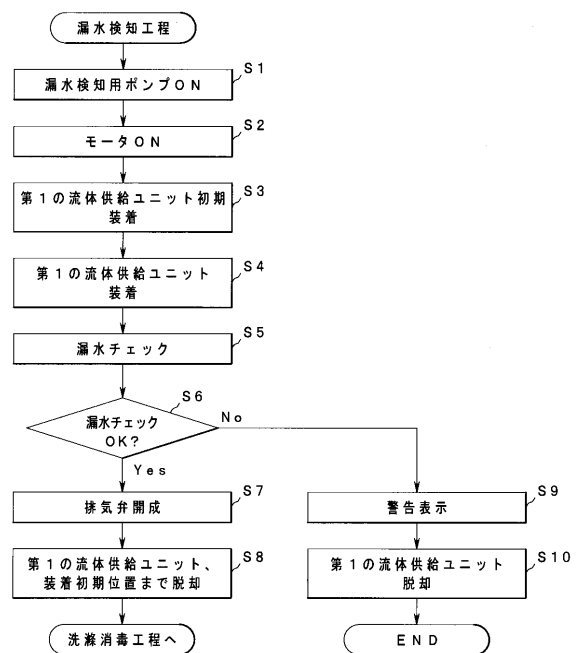 漏水検知工程
S1
漏水検知用ポンプON
S2
モータON
S3
第1の流体供給ユニット初期
装着
S4
第1の流体供給ユニット
装着
S5
漏水チェック
S6
漏水チェック
OK?
No
Yes
S7
排気弁開成
S8
第1の流体供給ユニット、
装着初期位置まで脱却
洗滌消毒工程へ
S9
警告表示
S10
第1の流体供給ユニット
脱却
END